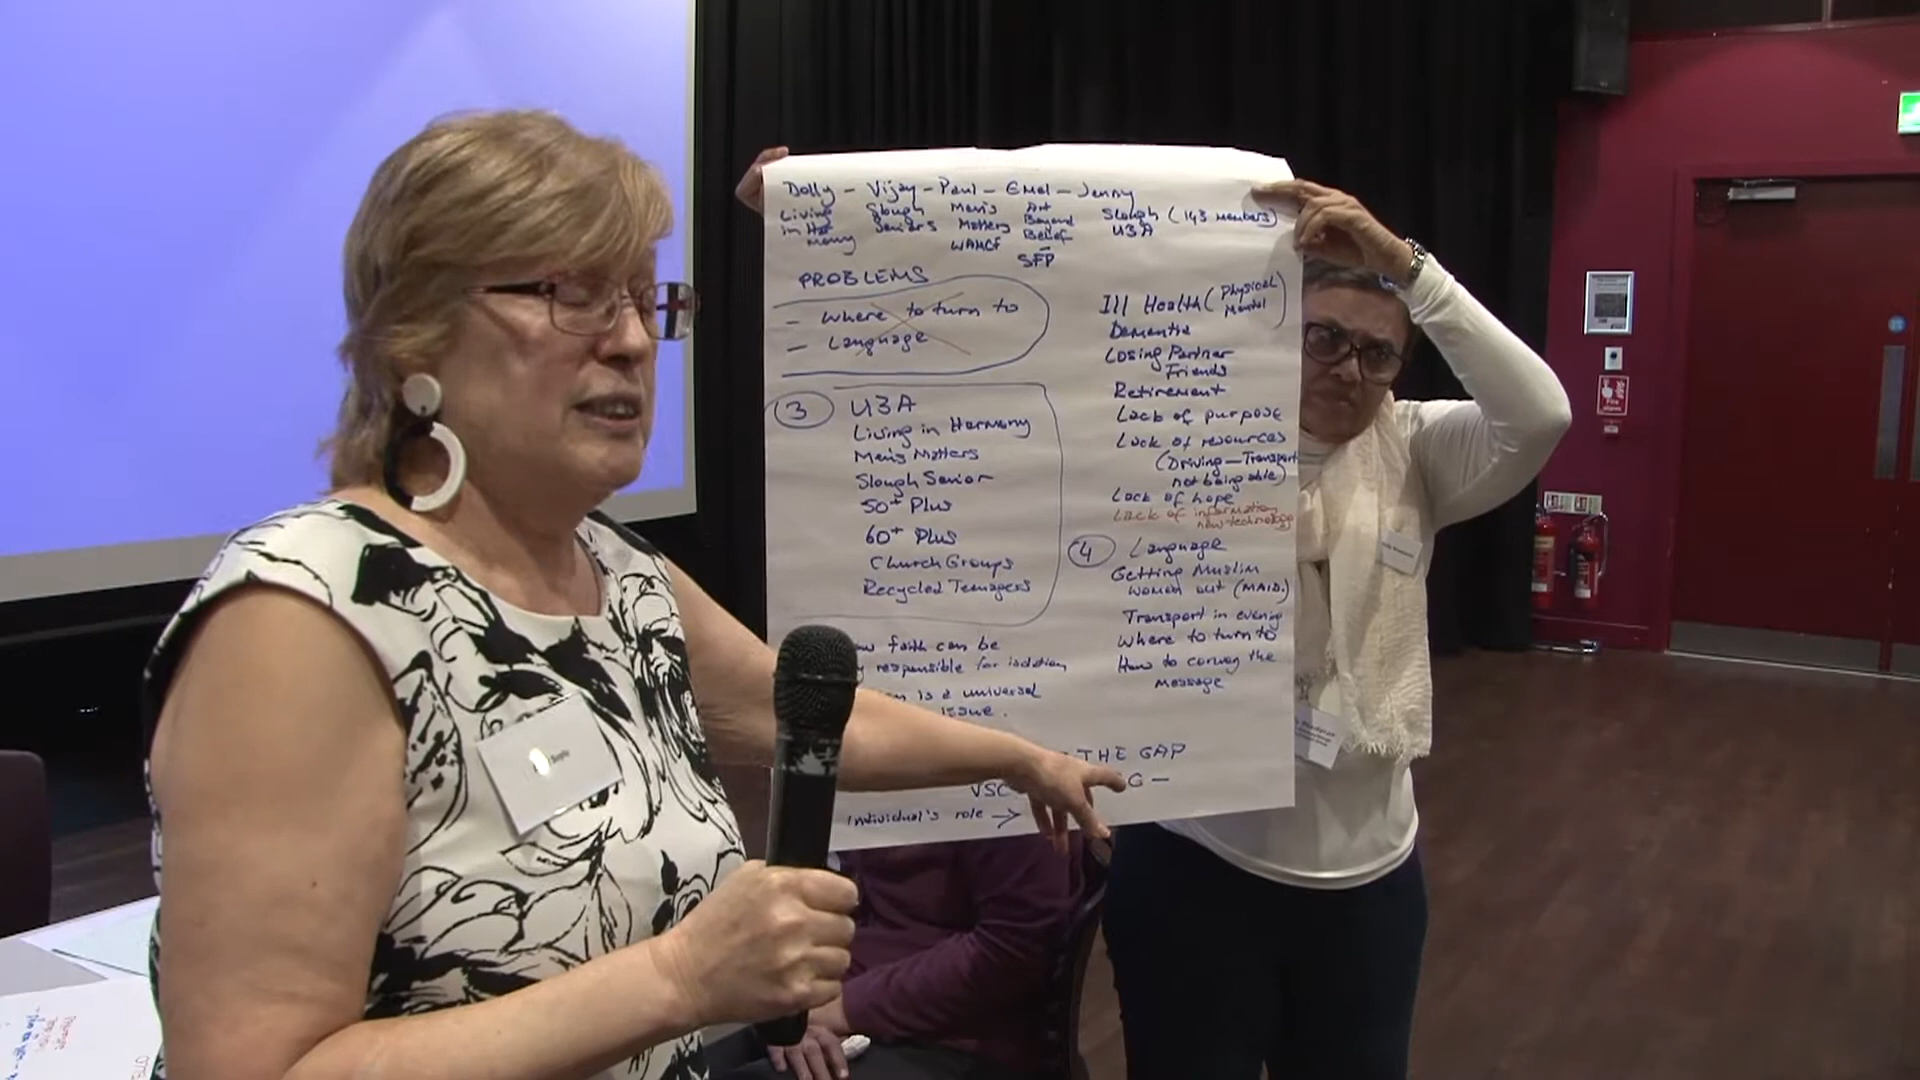 Dolly - Vijay - Paul - Emel - Jenny
Living in Har mony
Slough Seniors
Men's Matters WAMCF
Art Beyond Belief - SFP
Slough (143 members) U3A
PROBLEMS
- Where to turn to
- Language
3
U3A
Living in Harmony
Men's Matters
Slough Senior
50+ Plus
60+ Plus
Church Groups
Recycled Teenagers
faith can be
responsible for isolation
is a universal
issue.
Ill Health (Physical Mental)
Dementia
Losing Partner
Friends
Retirement
Lack of purpose
Lack of resources
(Driving - Transport
not being able)
Lack of hope
Lack of information
new technology
4
Language
Getting Muslim
women out (MAID.)
Transport in evening
Where to turn to
How to convey the
message
THE GAP
VSC
G -
Individual's role →
Fire